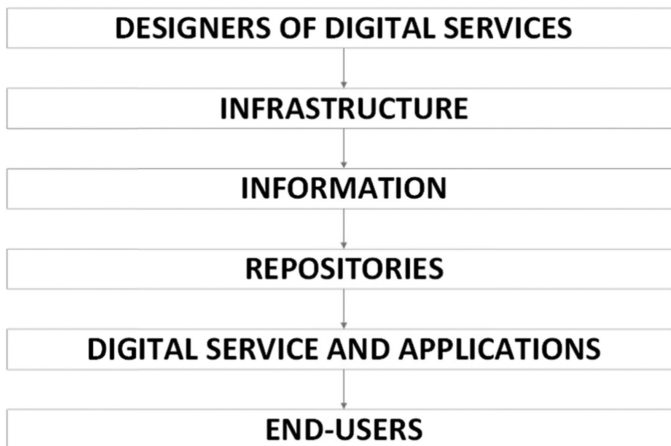 DESIGNERS OF DIGITAL SERVICES
INFRASTRUCTURE
INFORMATION
REPOSITORIES
DIGITAL SERVICE AND APPLICATIONS
END-USERS